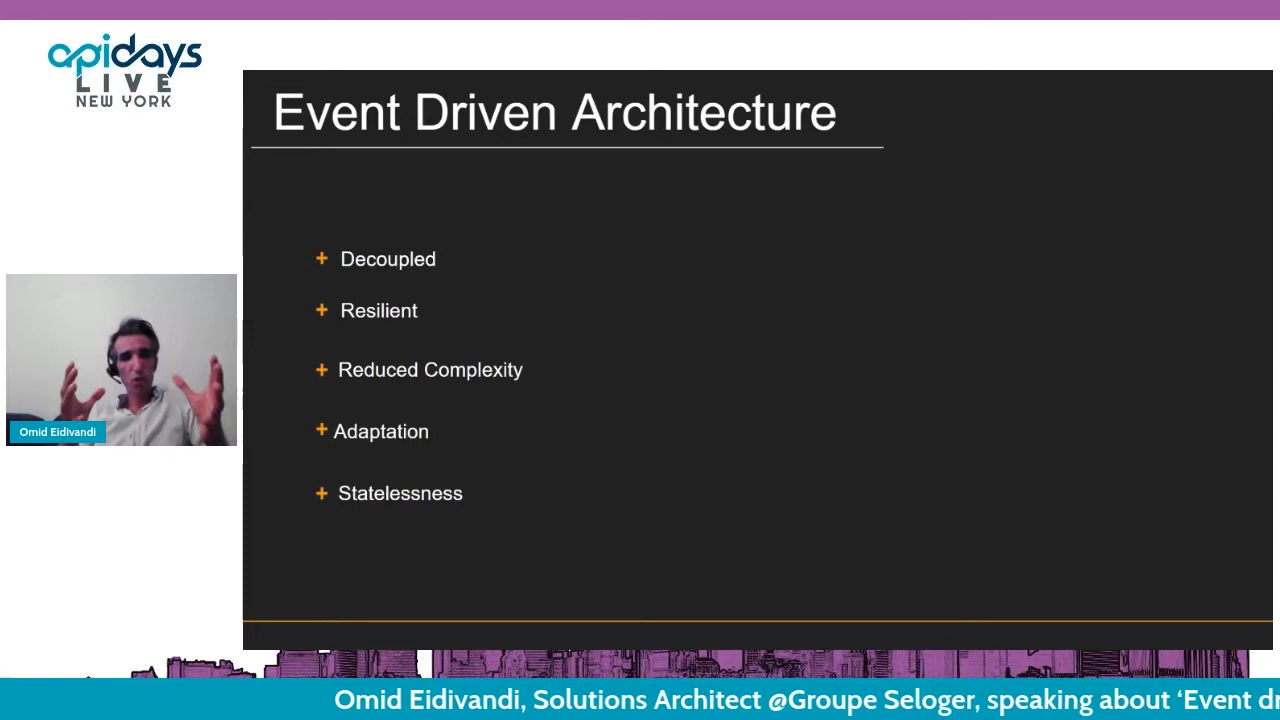 apidays
LIVE
NEW YORK
Event Driven Architecture
+ Decoupled
+ Resilient
+ Reduced Complexity
+ Adaptation
+ Statelessness
Omid Eidivandi
Omid Eidivandi, Solutions Architect @Groupe Seloger, speaking about ‘Event dr